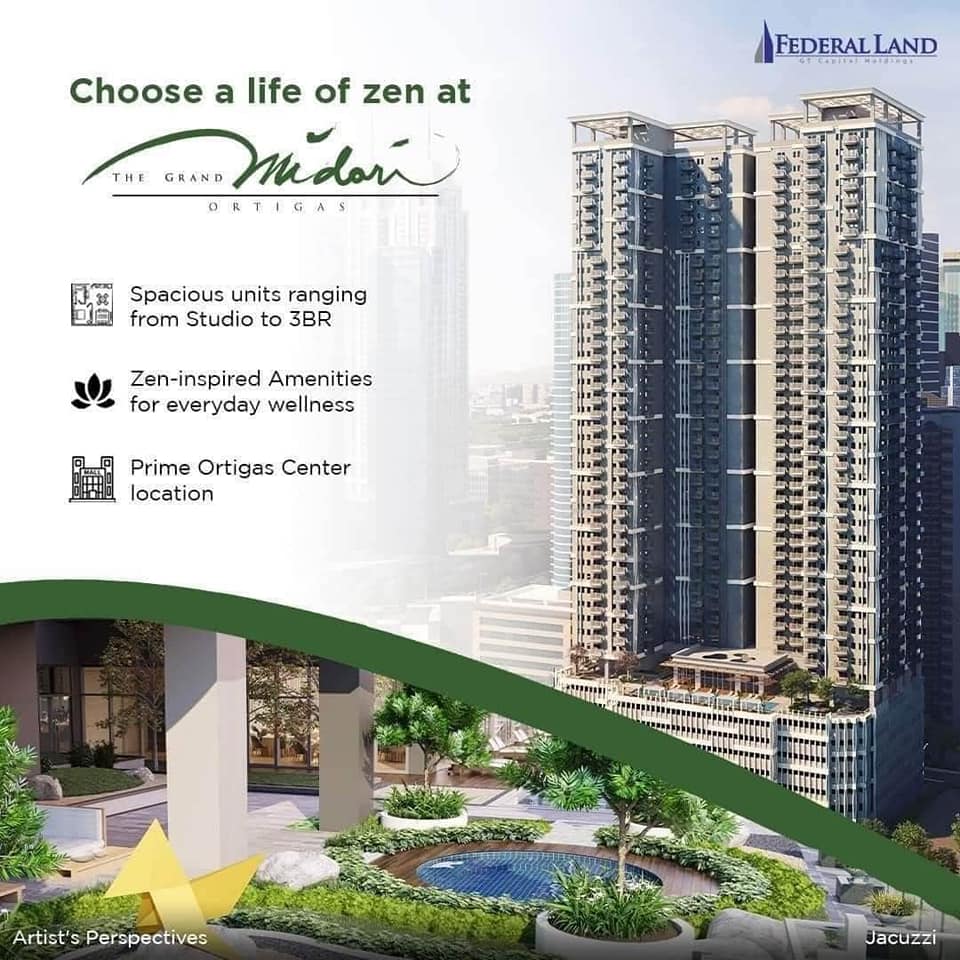 FEDERAL LAND
GT Capital Holdings
Choose a life of zen at
THE GRAND Midori
ORTIGAS
Spacious units ranging
from Studio to 3BR
Zen-inspired Amenities
for everyday wellness
MALL
Prime Ortigas Center
location
Artist's Perspectives
Jacuzzi